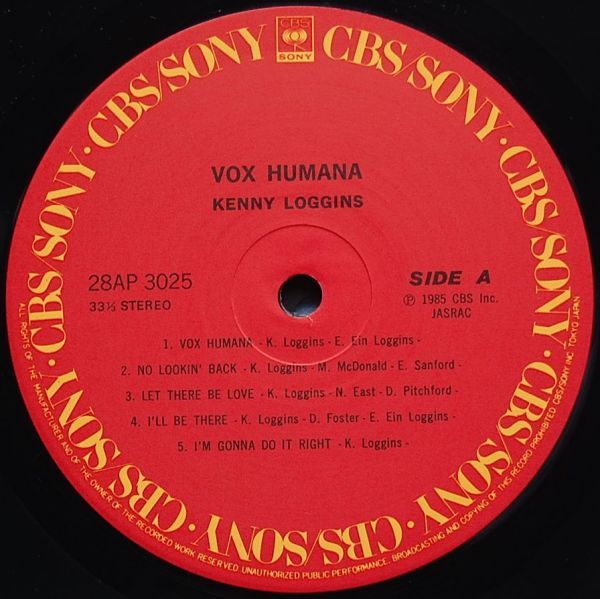 CBS
SONY
CBS/SONY · CBS/SONY · CBS/SONY · CBS/SONY · CBS/SONY · CBS/SONY · CBS/SONY · CBS/SONY
VOX HUMANA
KENNY LOGGINS
28AP 3025
33⅓ STEREO
SIDE A
℗ 1985 CBS Inc.
JASRAC
1. VOX HUMANA - K. Loggins - E. Ein Loggins -
2. NO LOOKIN' BACK - K. Loggins - M. McDonald - E. Sanford -
3. LET THERE BE LOVE - K. Loggins - N. East - D. Pitchford -
4. I'LL BE THERE - K. Loggins - D. Foster - E. Ein Loggins -
5. I'M GONNA DO IT RIGHT - K. Loggins -
ALL RIGHTS OF THE MANUFACTURER AND OF THE OWNER OF THE RECORDED WORK RESERVED. UNAUTHORIZED PUBLIC PERFORMANCE, BROADCASTING AND COPYING OF THIS RECORD PROHIBITED CBS/SONY INC. TOKYO JAPAN